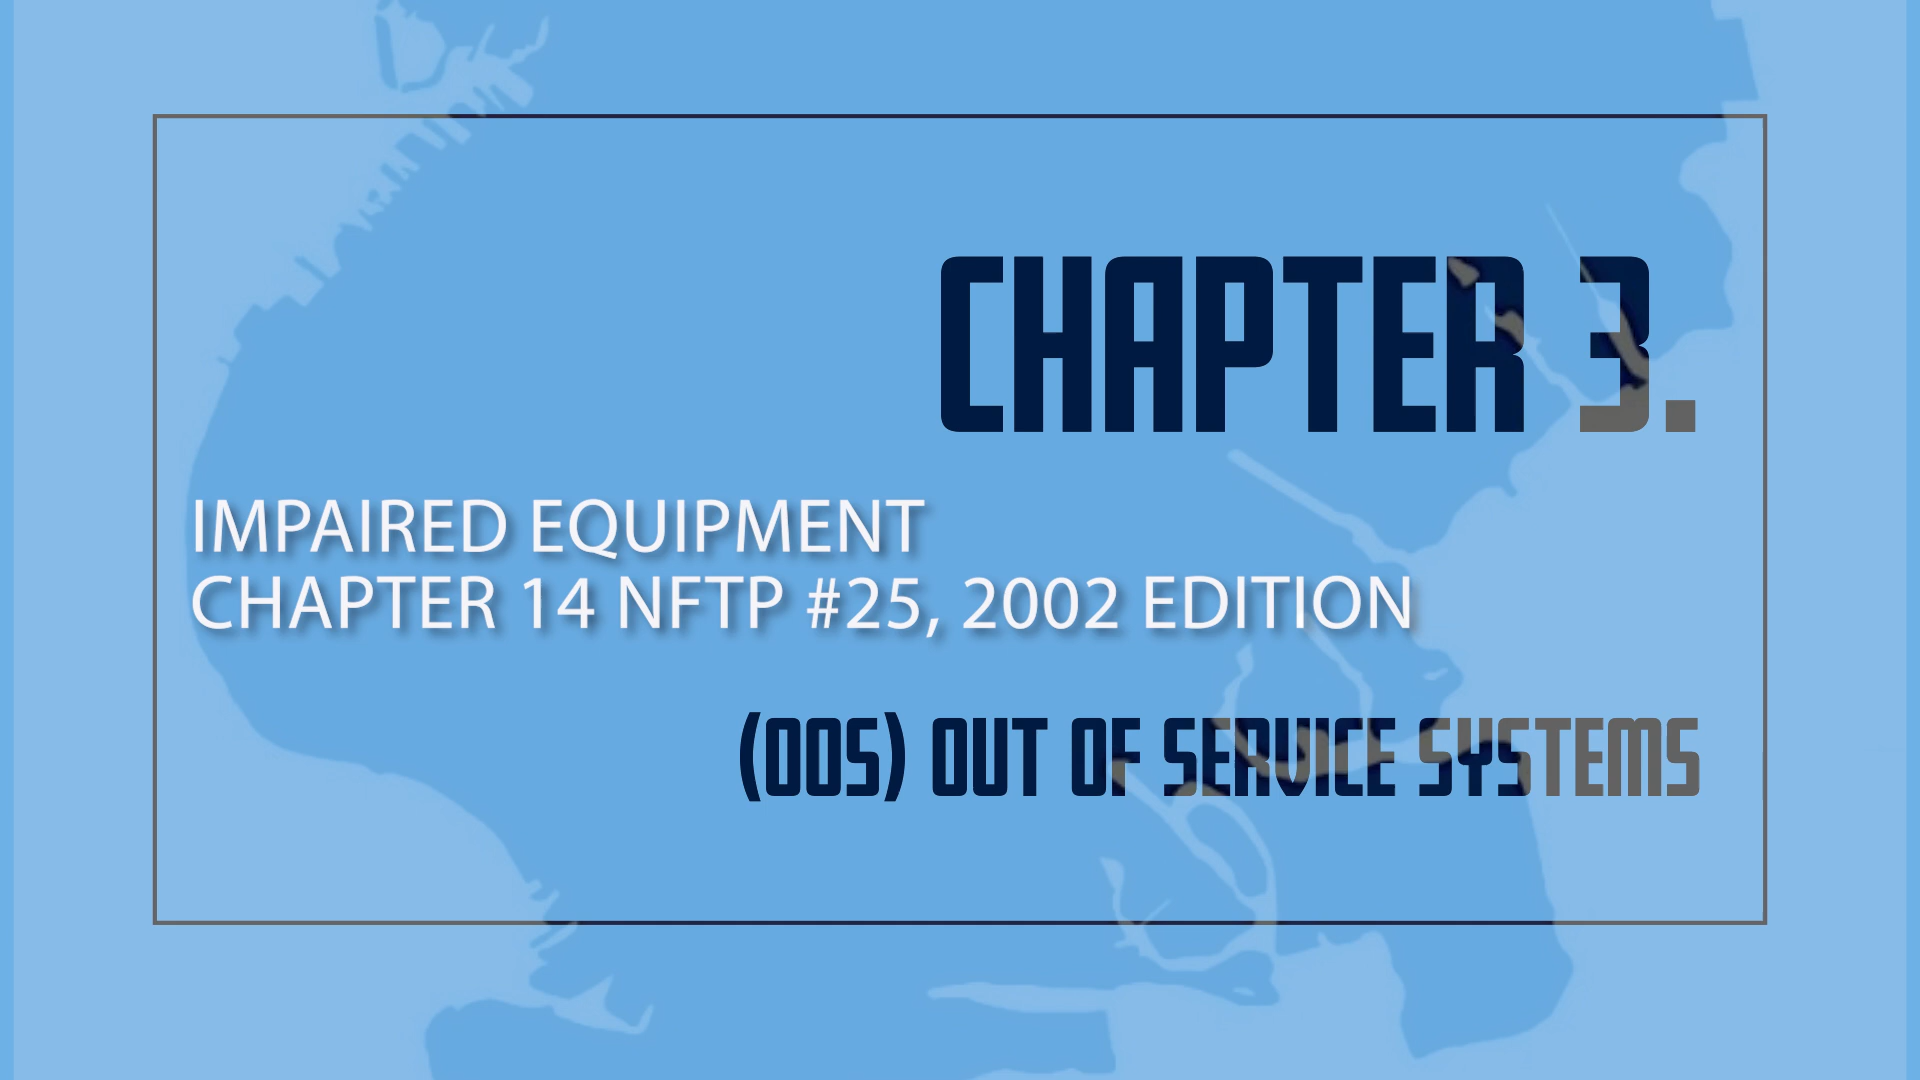 CHAPTER 3.
IMPAIRED EQUIPMENT
CHAPTER 14 NFTP #25, 2002 EDITION
(OOS) OUT OF SERVICE SYSTEMS